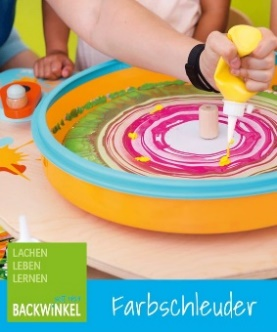 LACHEN
LEBEN
LERNEN
BACKWINKEL
Farbschleuder